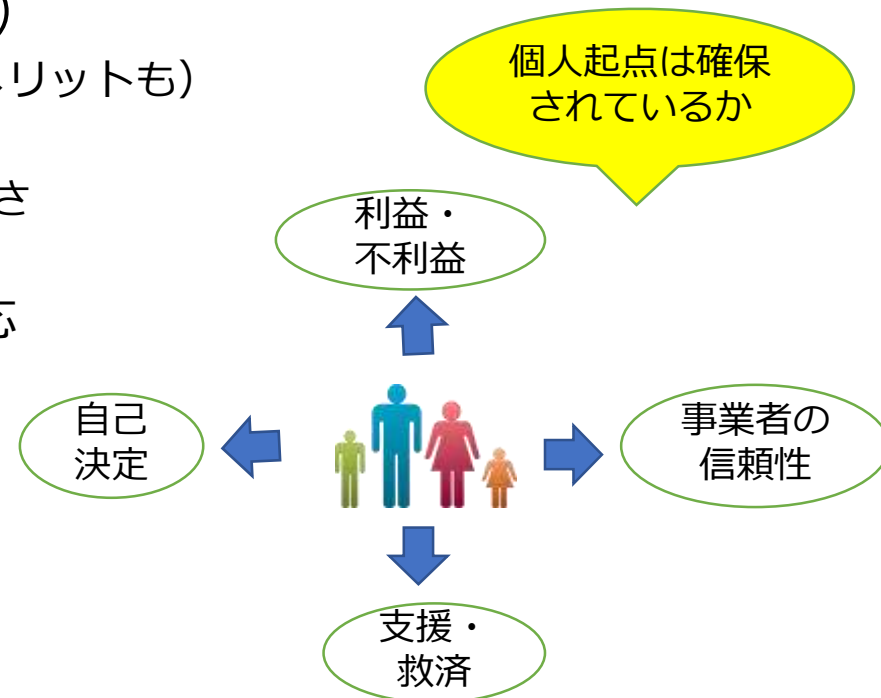 )
リットも）
個人起点は確保
されているか
さ
利益・
不利益
応
自己
決定
事業者の
信頼性
支援・
救済